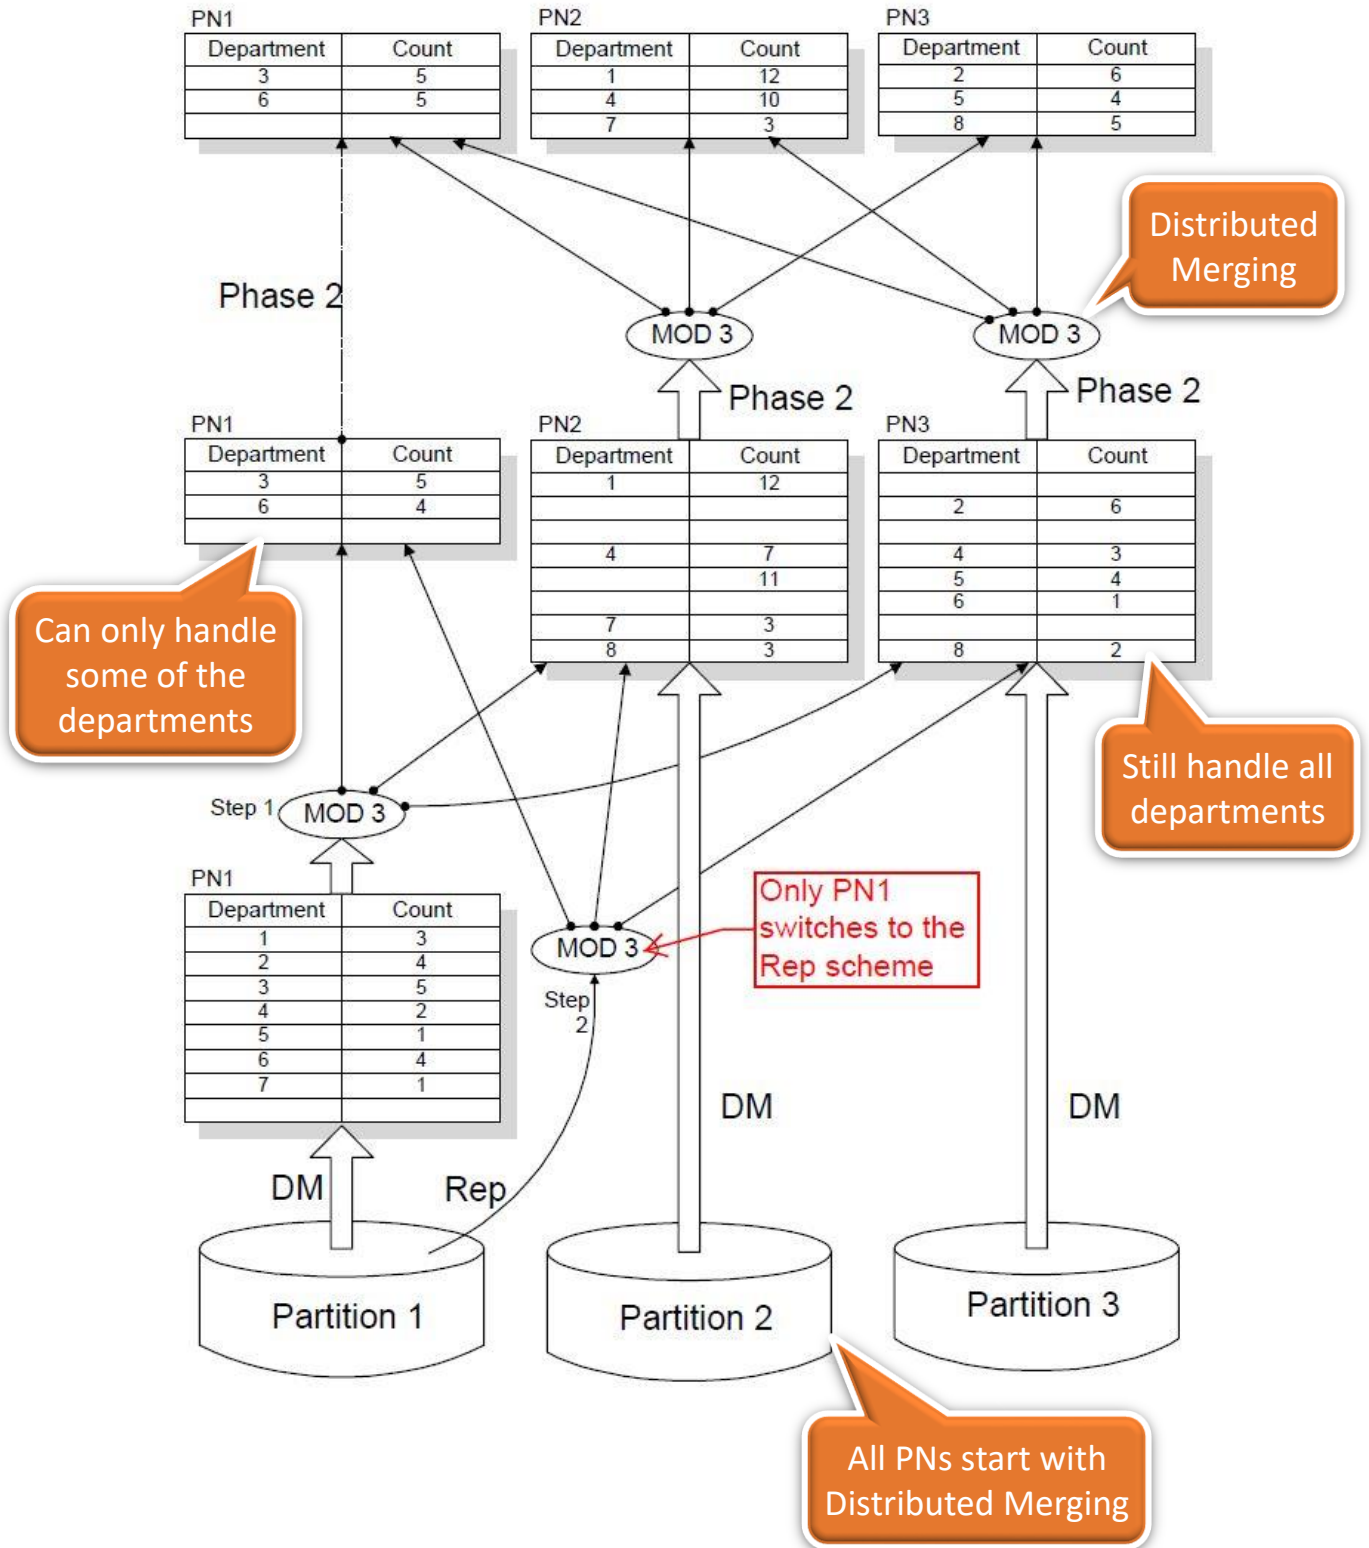 PN1
PN2
PN3
Department Count
3 5
6 5
Department Count
1 12
4 10
7 3
Department Count
2 6
5 4
8 5
Distributed
Merging
Phase 2
MOD 3
MOD 3
Phase 2
Phase 2
PN1
PN2
PN3
Department Count
3 5
6 4
Department Count
1 12
4 7
11
7 3
8 3
Department Count
2 6
4 3
5 4
6 1
8 2
Can only handle
some of the
departments
Still handle all
departments
Step 1
MOD 3
PN1
Department Count
1 3
2 4
3 5
4 2
5 1
6 4
7 1
MOD 3
Step
2
Only PN1
switches to the
Rep scheme
DM
Rep
DM
DM
Partition 1
Partition 2
Partition 3
All PNs start with
Distributed Merging